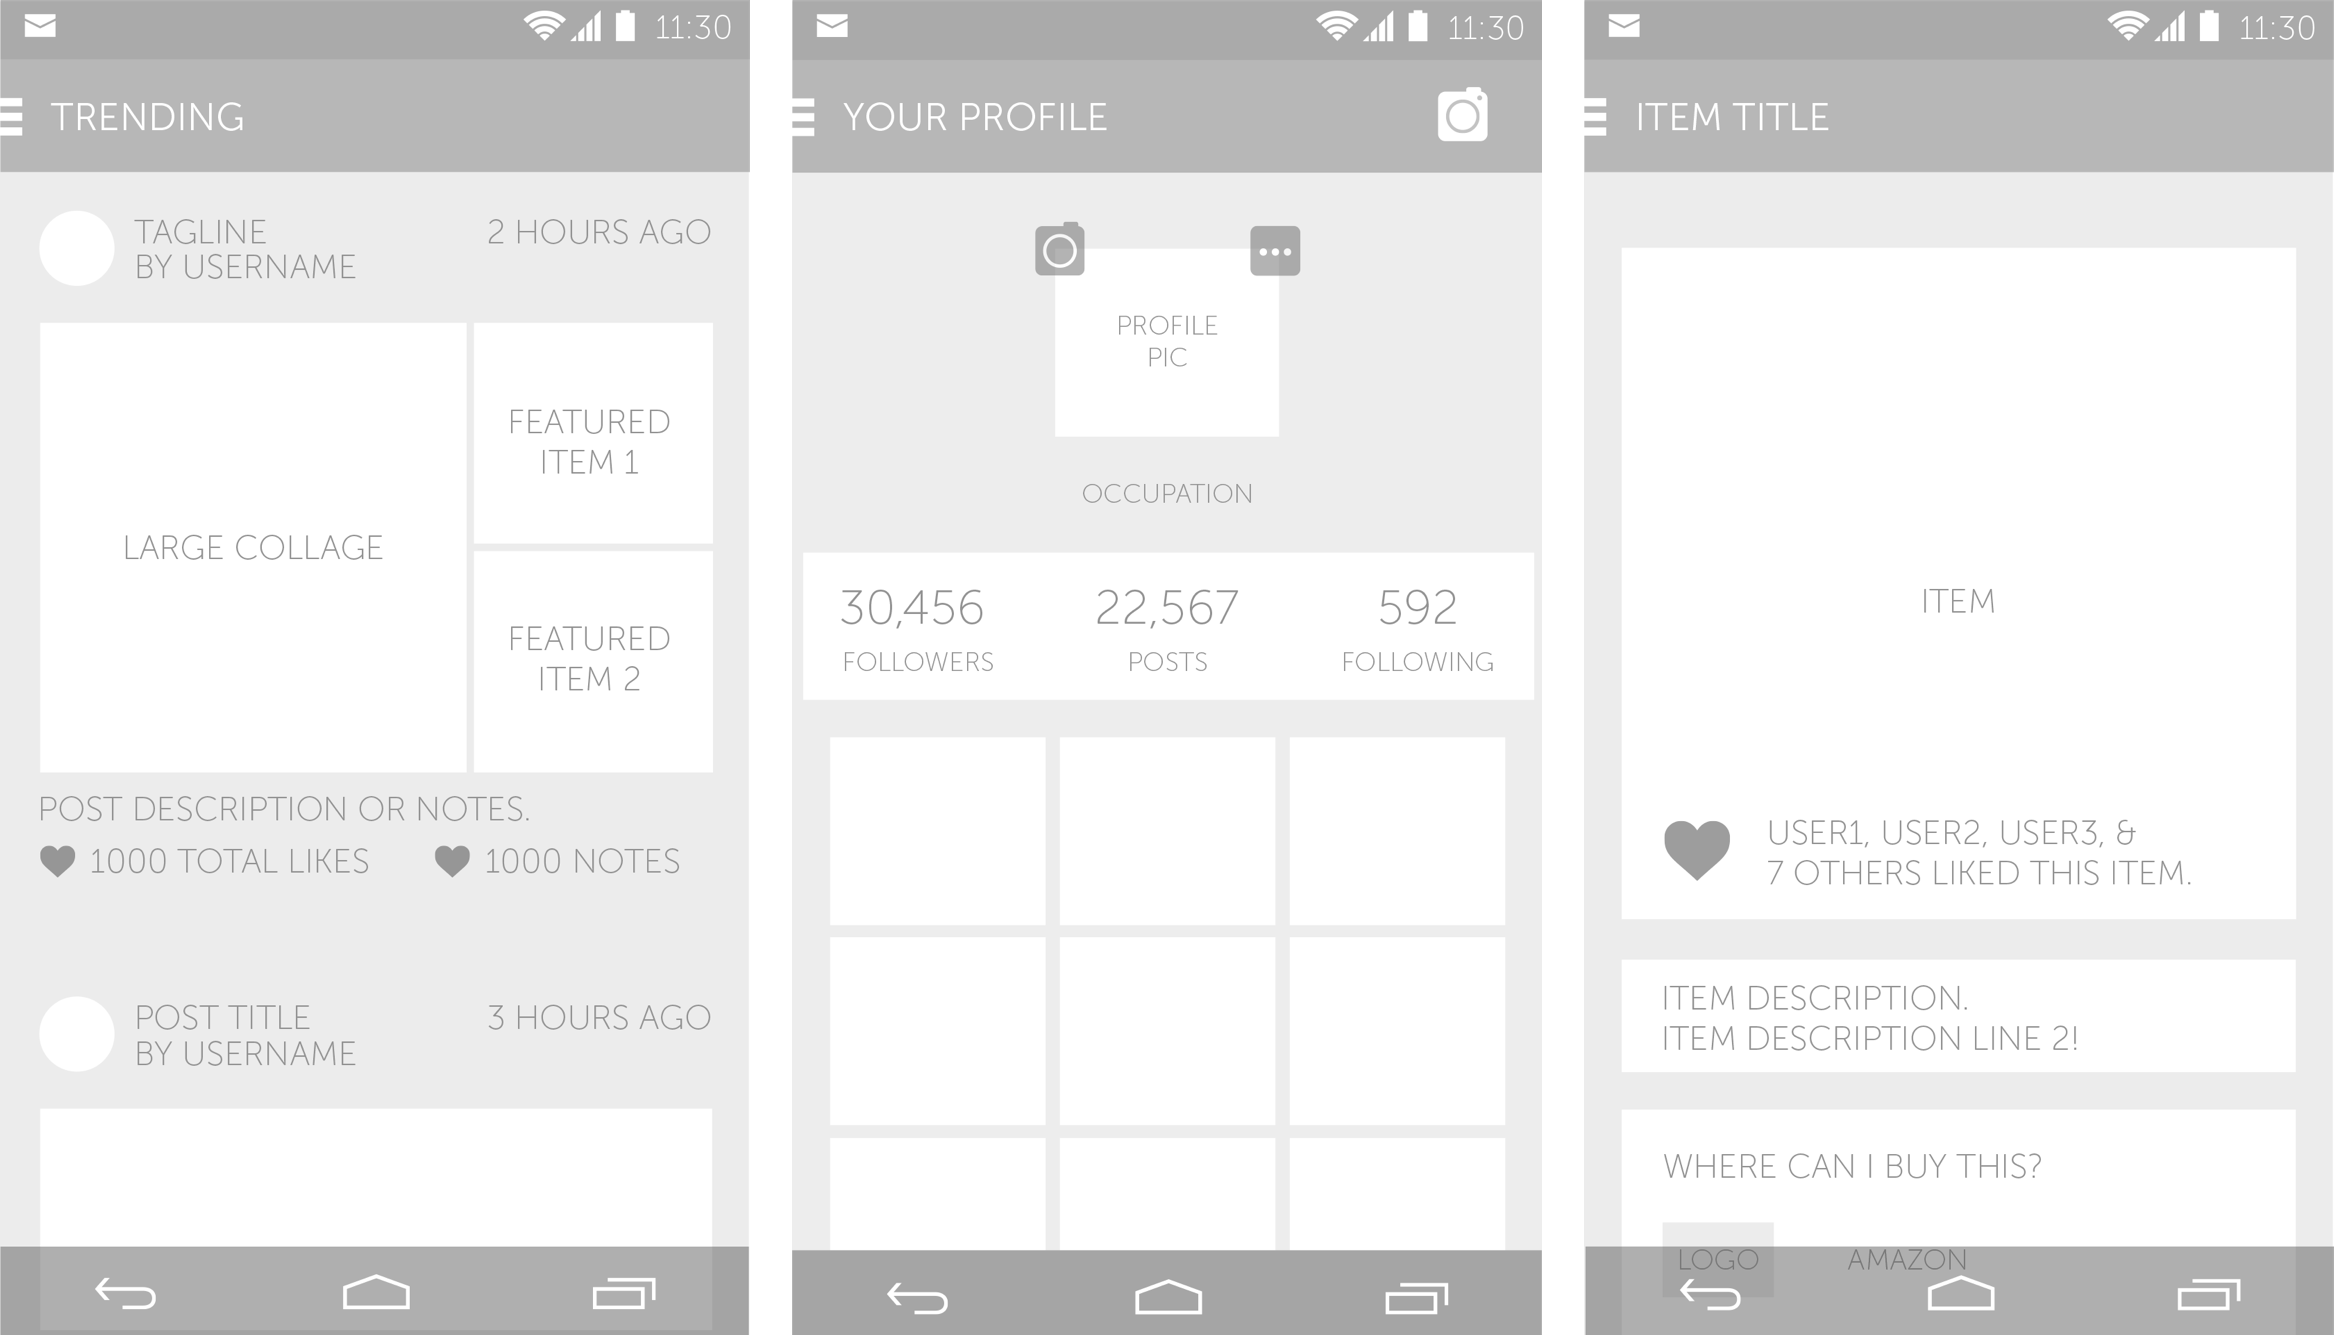 11:30
TRENDING
TAGLINE
BY USERNAME
2 HOURS AGO
LARGE COLLAGE
FEATURED
ITEM 1
FEATURED
ITEM 2
POST DESCRIPTION OR NOTES.
1000 TOTAL LIKES
1000 NOTES
POST TITLE
BY USERNAME
3 HOURS AGO
11:30
YOUR PROFILE
PROFILE
PIC
OCCUPATION
30,456
FOLLOWERS
22,567
POSTS
592
FOLLOWING
11:30
ITEM TITLE
ITEM
USER1, USER2, USER3, &
7 OTHERS LIKED THIS ITEM.
ITEM DESCRIPTION.
ITEM DESCRIPTION LINE 2!
WHERE CAN I BUY THIS?
LOGO
AMAZON